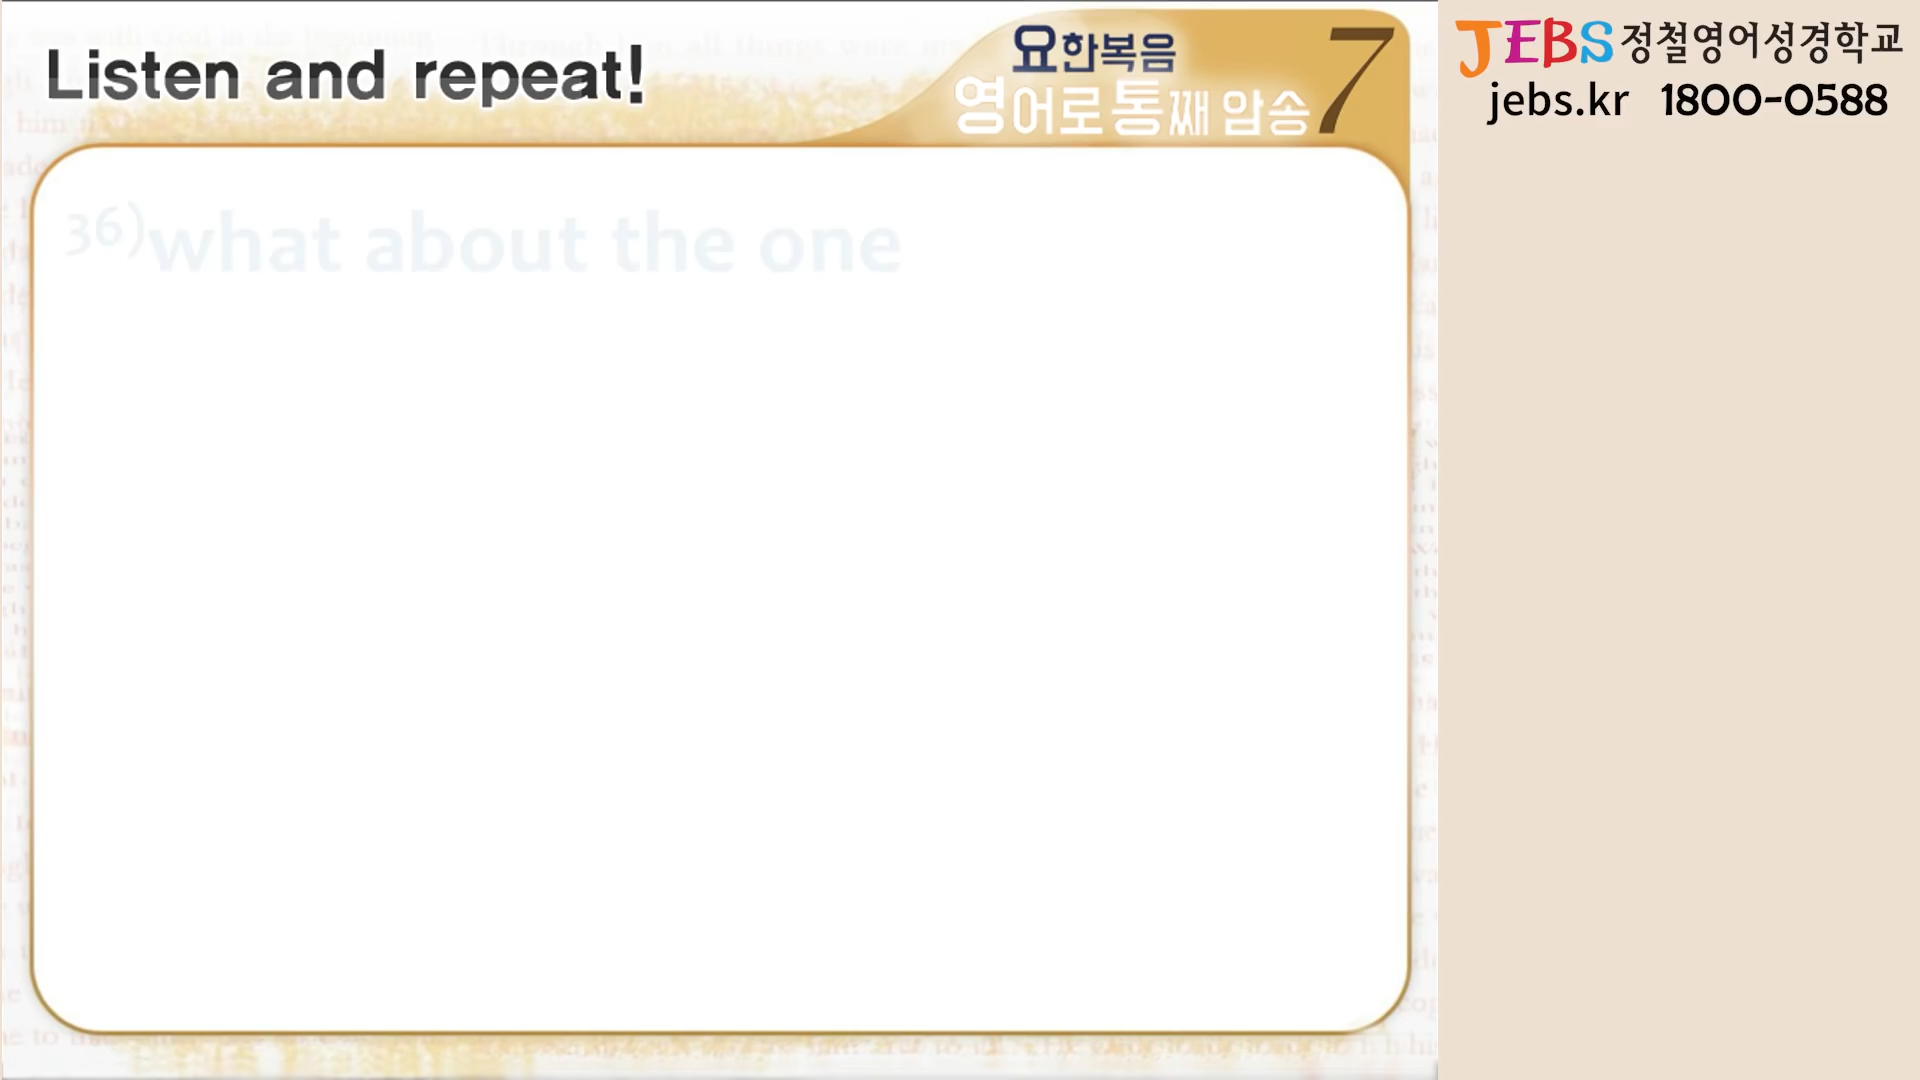 Listen and repeat!
요한복음
영어로 통째 암송 7
JEBS 정철영어성경학교
jebs.kr 1800-0588
36)what about the one